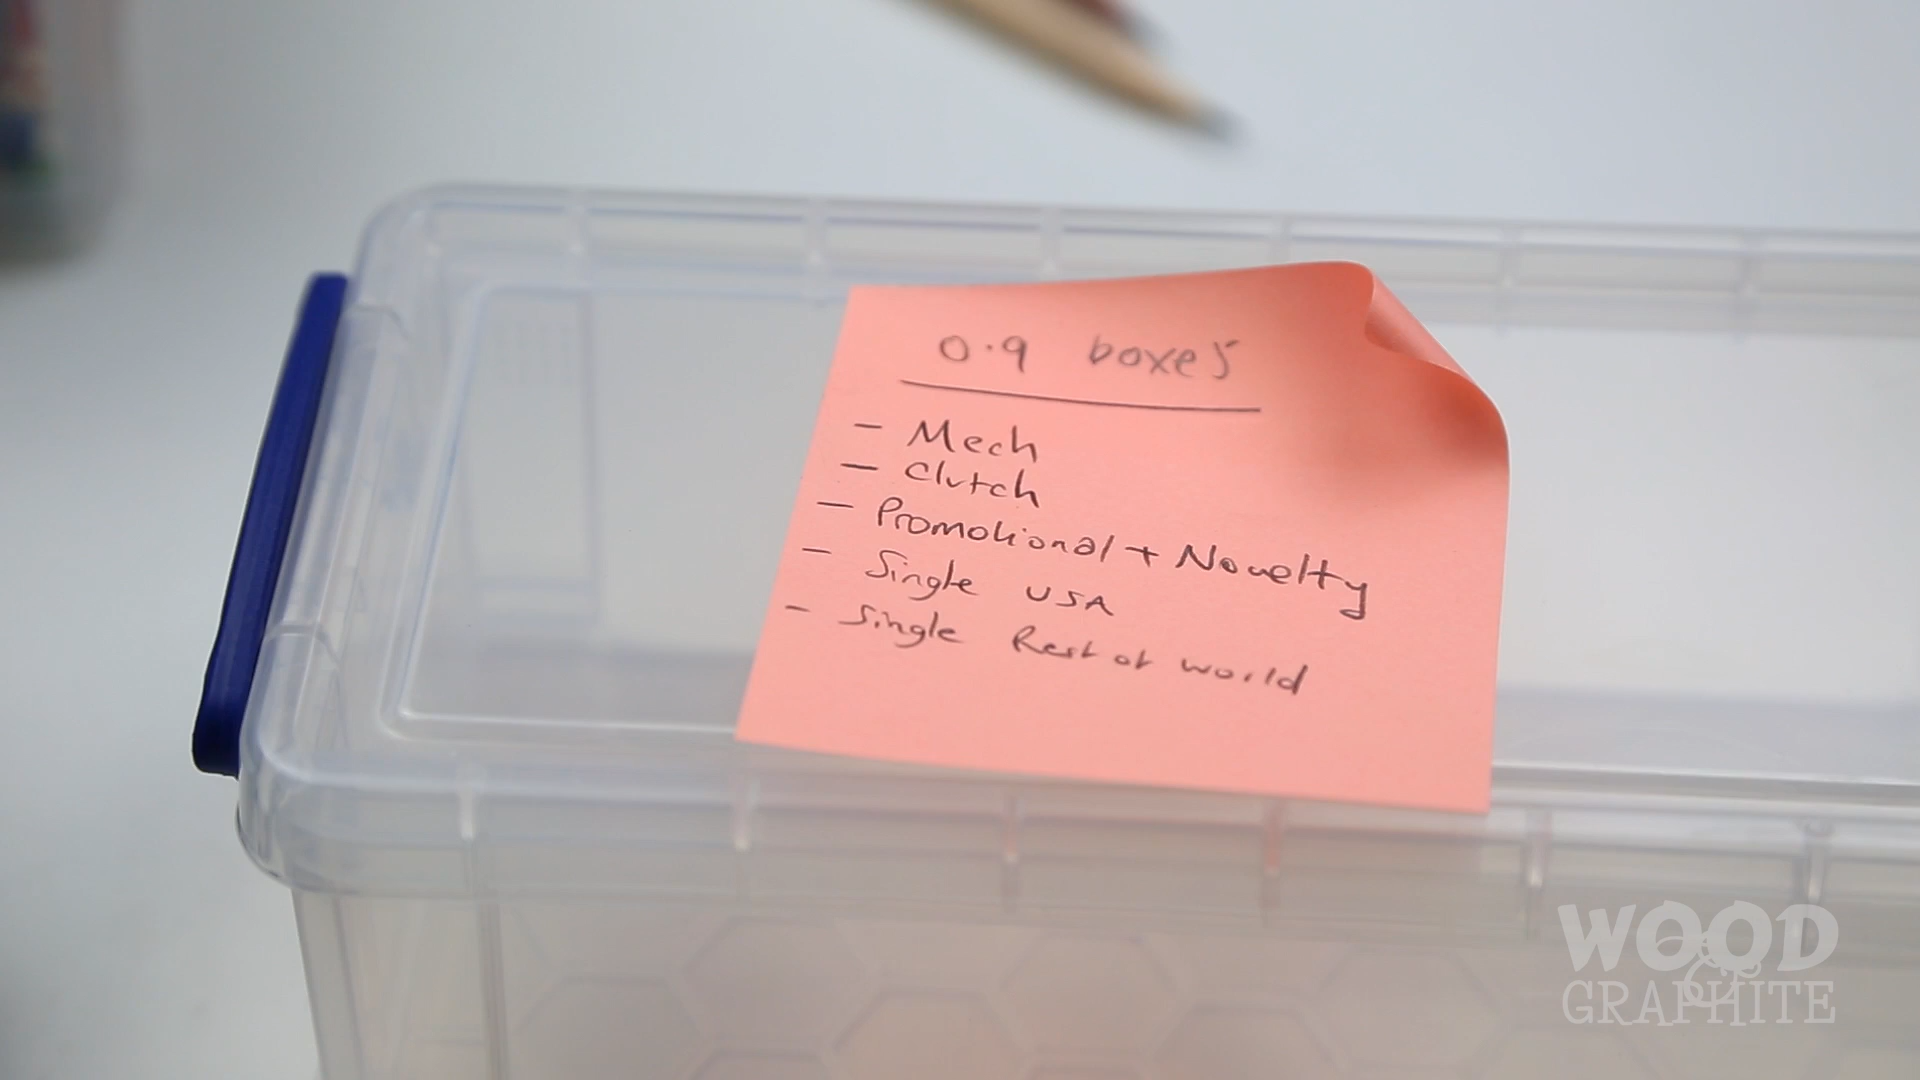 0.9 boxes
- Mech
- Clutch
- Promotional + Novelty
- Single USA
- Single Rest of World
WOOD
&
GRAPHITE